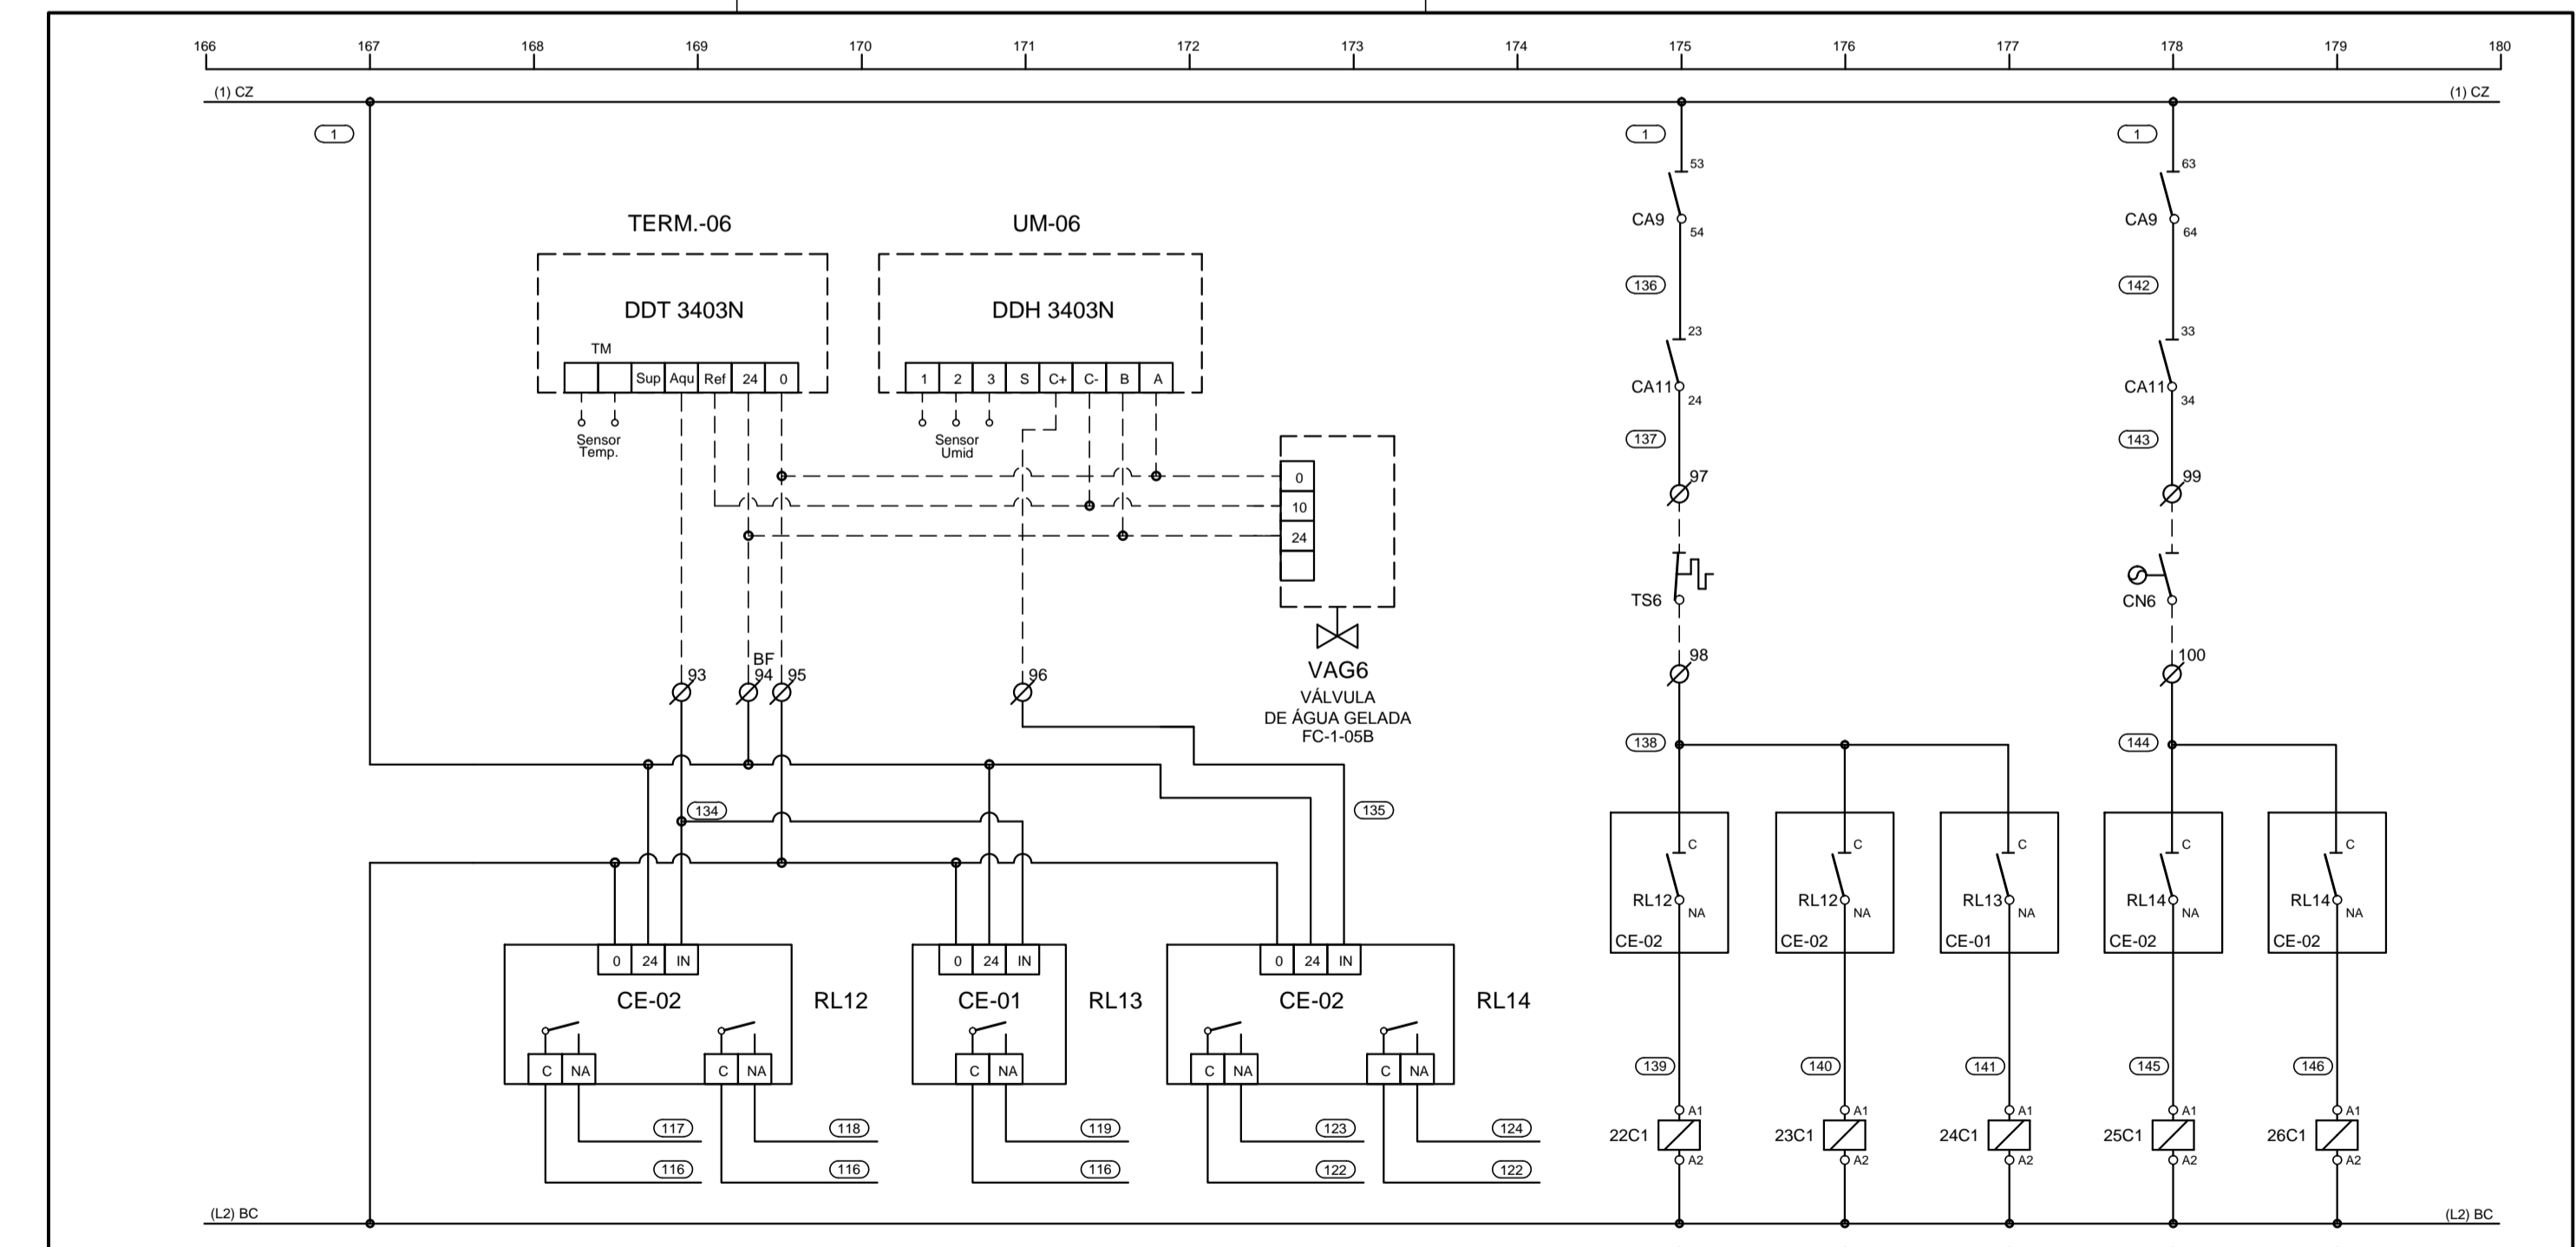 166 167 168 169 170 171 172 173 174 175 176 177 178 179 180
(1) CZ (1) CZ
1 1 1
53 63
CA9 CA9
54 64
TERM.-06 UM-06
136 142
DDT 3403N DDH 3403N
23 33
TM
Sup Aqu Ref 24 0 1 2 3 S C+ C- B A
CA11 CA11
24 34
Sensor Sensor
Temp. Umid
137 143
0
10
24
97 99
TS6 CN6
98 100
BF
93 94 95 96
VAG6
VÁLVULA
DE ÁGUA GELADA
FC-1-05B
138 144
134 135
C C C C C
RL12 RL12 RL13 RL14 RL14
NA NA NA NA NA
CE-02 CE-02 CE-01 CE-02 CE-02
0 24 IN 0 24 IN 0 24 IN
CE-02 RL12 CE-01 RL13 CE-02 RL14
C NA C NA C NA C NA C NA
139 140 141 145 146
117 118 119 123 124
A1 A1 A1 A1 A1
22C1 23C1 24C1 25C1 26C1
A2 A2 A2 A2 A2
116 116 116 122 122
(L2) BC (L2) BC